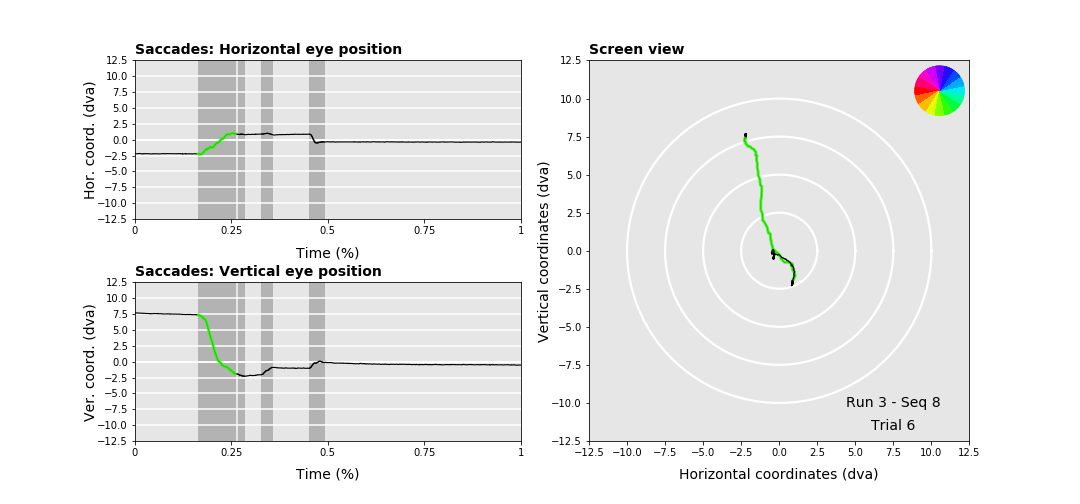 Saccades: Horizontal eye position
Hor. coord. (dva)
12.5
10.0
7.5
5.0
2.5
0.0
−2.5
−5.0
−7.5
−10.0
−12.5
0 0.25 0.5 0.75 1
Time (%)
Saccades: Vertical eye position
Ver. coord. (dva)
12.5
10.0
7.5
5.0
2.5
0.0
−2.5
−5.0
−7.5
−10.0
−12.5
0 0.25 0.5 0.75 1
Time (%)
Screen view
Vertical coordinates (dva)
12.5
10.0
7.5
5.0
2.5
0.0
−2.5
−5.0
−7.5
−10.0
−12.5
Run 3 - Seq 8
Trial 6
−12.5 −10.0 −7.5 −5.0 −2.5 0.0 2.5 5.0 7.5 10.0 12.5
Horizontal coordinates (dva)